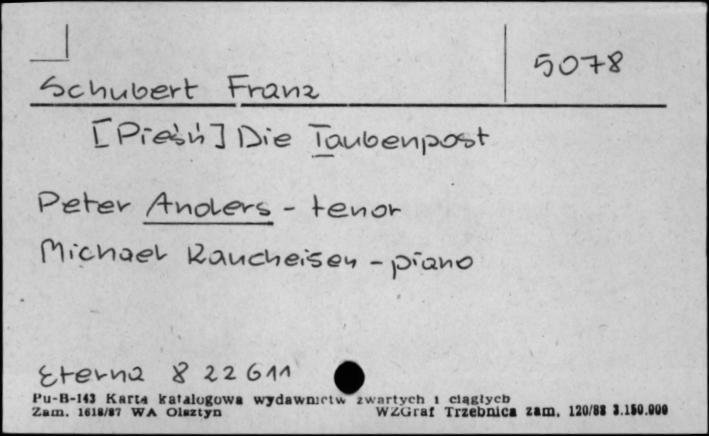 5078
Schubert Franz
[Pieśń] Die Taubenpost
Peter Anders - tenor
Michael Raucheisen - piano
Eterna 8 22 611
Pu-B-143 Karta katalogowa wydawnictw zwartych i ciągłych
Zam. 1618/87 WA Olsztyn WZGraf Trzebnica zam. 120/88 3.150.000